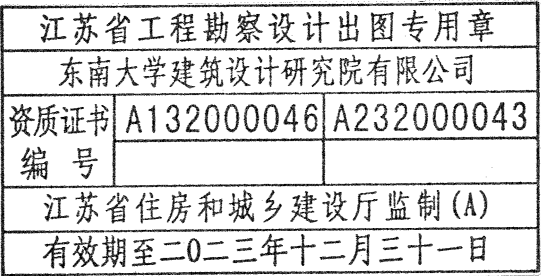 江苏省工程勘察设计出图专用章
东南大学建筑设计研究院有限公司
资质证书 A132000046 A232000043
编 号
江苏省住房和城乡建设厅监制(A)
有效期至二〇二三年十二月三十一日